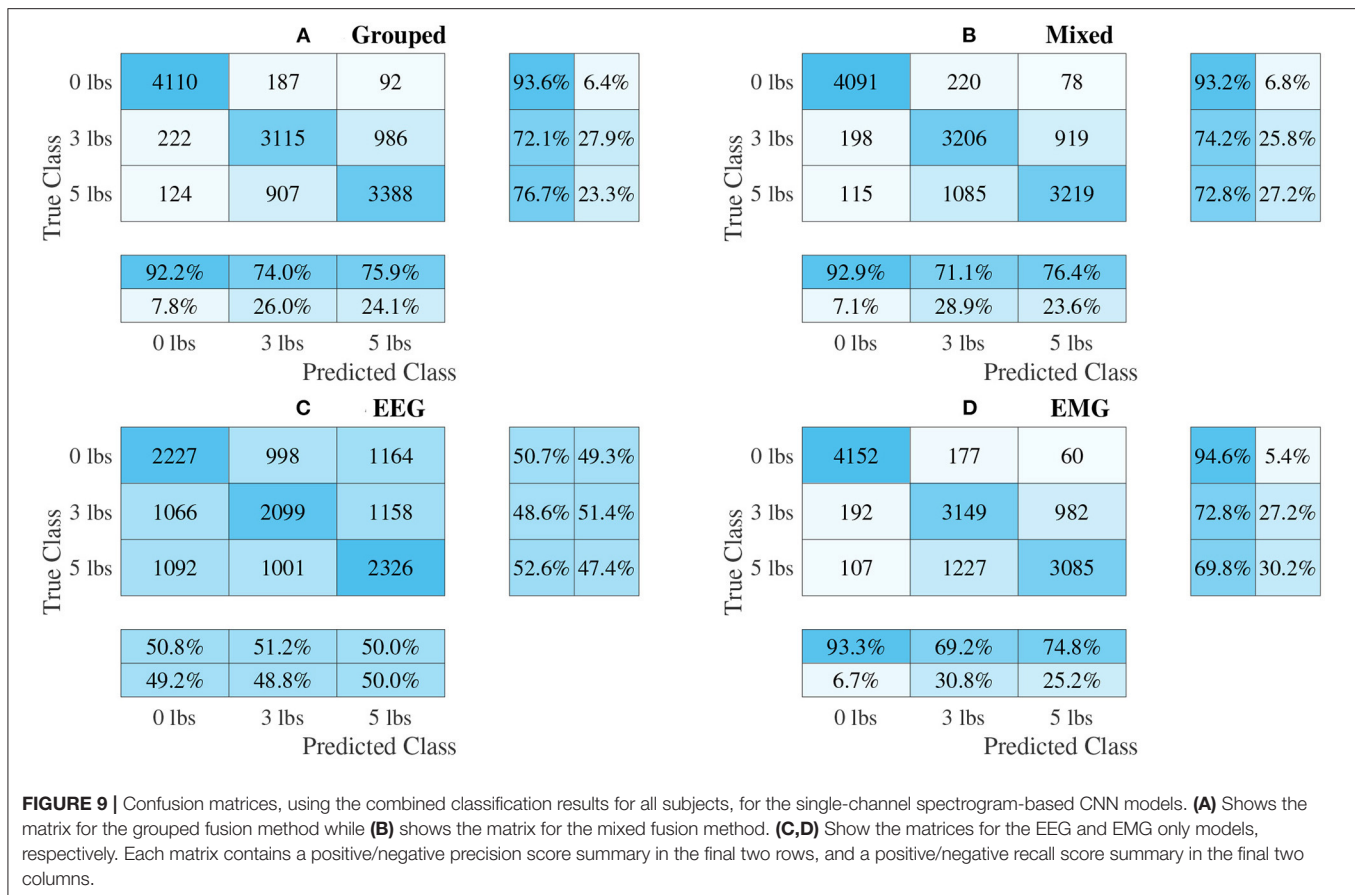 A Grouped
0 lbs 4110 187 92 93.6% 6.4%
3 lbs 222 3115 986 72.1% 27.9%
5 lbs 124 907 3388 76.7% 23.3%
True Class
92.2% 74.0% 75.9%
7.8% 26.0% 24.1%
0 lbs 3 lbs 5 lbs
Predicted Class
B Mixed
0 lbs 4091 220 78 93.2% 6.8%
3 lbs 198 3206 919 74.2% 25.8%
5 lbs 115 1085 3219 72.8% 27.2%
True Class
92.9% 71.1% 76.4%
7.1% 28.9% 23.6%
0 lbs 3 lbs 5 lbs
Predicted Class
C EEG
0 lbs 2227 998 1164 50.7% 49.3%
3 lbs 1066 2099 1158 48.6% 51.4%
5 lbs 1092 1001 2326 52.6% 47.4%
True Class
50.8% 51.2% 50.0%
49.2% 48.8% 50.0%
0 lbs 3 lbs 5 lbs
Predicted Class
D EMG
0 lbs 4152 177 60 94.6% 5.4%
3 lbs 192 3149 982 72.8% 27.2%
5 lbs 107 1227 3085 69.8% 30.2%
True Class
93.3% 69.2% 74.8%
6.7% 30.8% 25.2%
0 lbs 3 lbs 5 lbs
Predicted Class
FIGURE 9 | Confusion matrices, using the combined classification results for all subjects, for the single-channel spectrogram-based CNN models. (A) Shows the
matrix for the grouped fusion method while (B) shows the matrix for the mixed fusion method. (C,D) Show the matrices for the EEG and EMG only models,
respectively. Each matrix contains a positive/negative precision score summary in the final two rows, and a positive/negative recall score summary in the final two
columns.